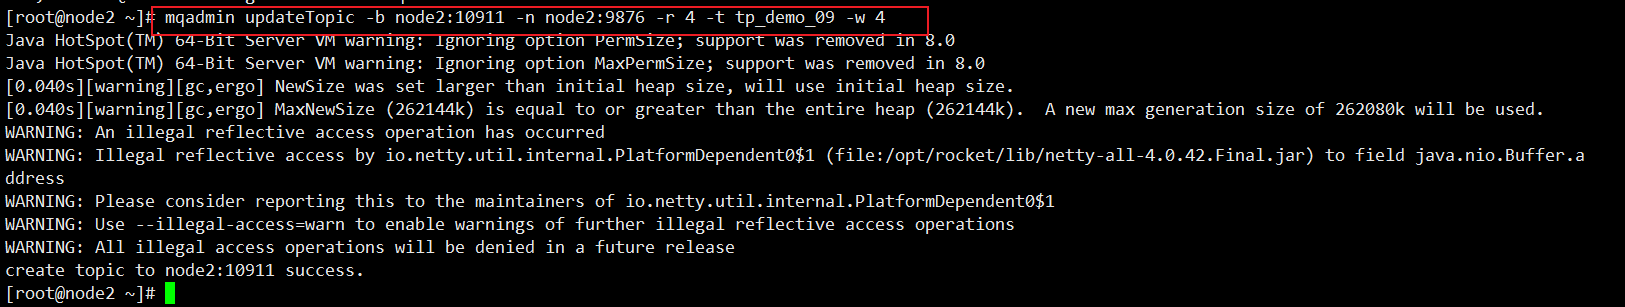 [root@node2 ~]# mqadmin updateTopic -b node2:10911 -n node2:9876 -r 4 -t tp_demo_09 -w 4
Java HotSpot(TM) 64-Bit Server VM warning: Ignoring option PermSize; support was removed in 8.0
Java HotSpot(TM) 64-Bit Server VM warning: Ignoring option MaxPermSize; support was removed in 8.0
[0.040s][warning][gc,ergo] NewSize was set larger than initial heap size, will use initial heap size.
[0.040s][warning][gc,ergo] MaxNewSize (262144k) is equal to or greater than the entire heap (262144k).  A new max generation size of 262080k will be used.
WARNING: An illegal reflective access operation has occurred
WARNING: Illegal reflective access by io.netty.util.internal.PlatformDependent0$1 (file:/opt/rocket/lib/netty-all-4.0.42.Final.jar) to field java.nio.Buffer.a
ddress
WARNING: Please consider reporting this to the maintainers of io.netty.util.internal.PlatformDependent0$1
WARNING: Use --illegal-access=warn to enable warnings of further illegal reflective access operations
WARNING: All illegal access operations will be denied in a future release
create topic to node2:10911 success.
[root@node2 ~]#